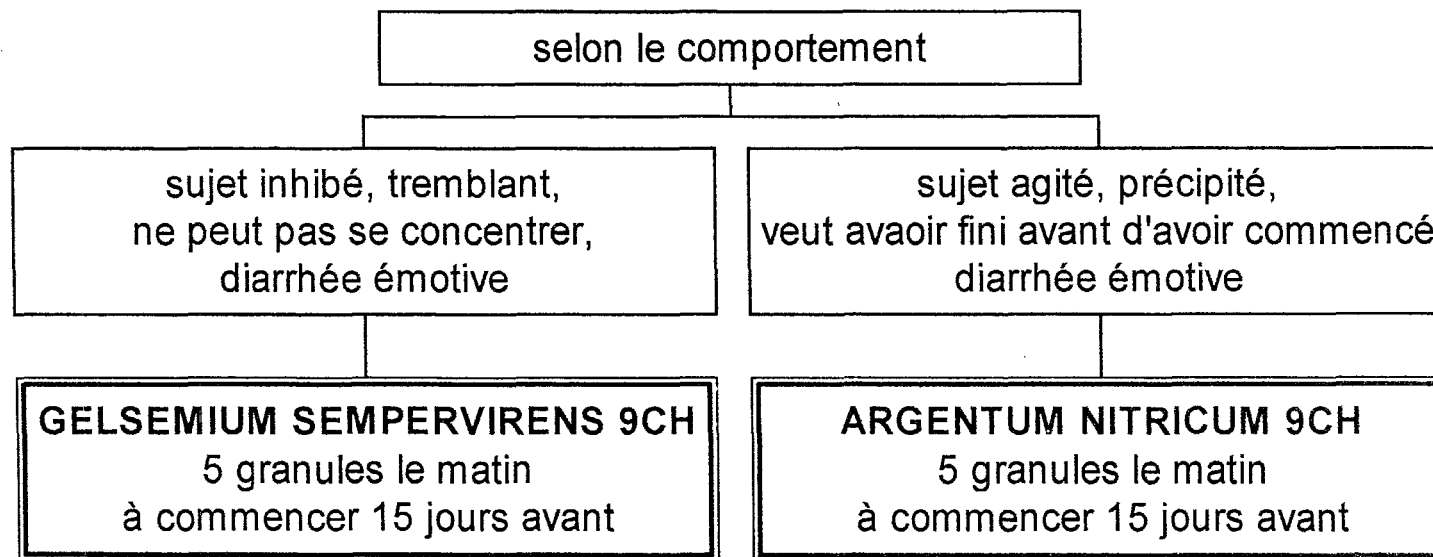 selon le comportement
sujet inhibé, tremblant,
ne peut pas se concentrer,
diarrhée émotive
sujet agité, précipité,
veut avaoir fini avant d'avoir commencé
diarrhée émotive
GELSEMIUM SEMPERVIRENS 9CH
5 granules le matin
à commencer 15 jours avant
ARGENTUM NITRICUM 9CH
5 granules le matin
à commencer 15 jours avant